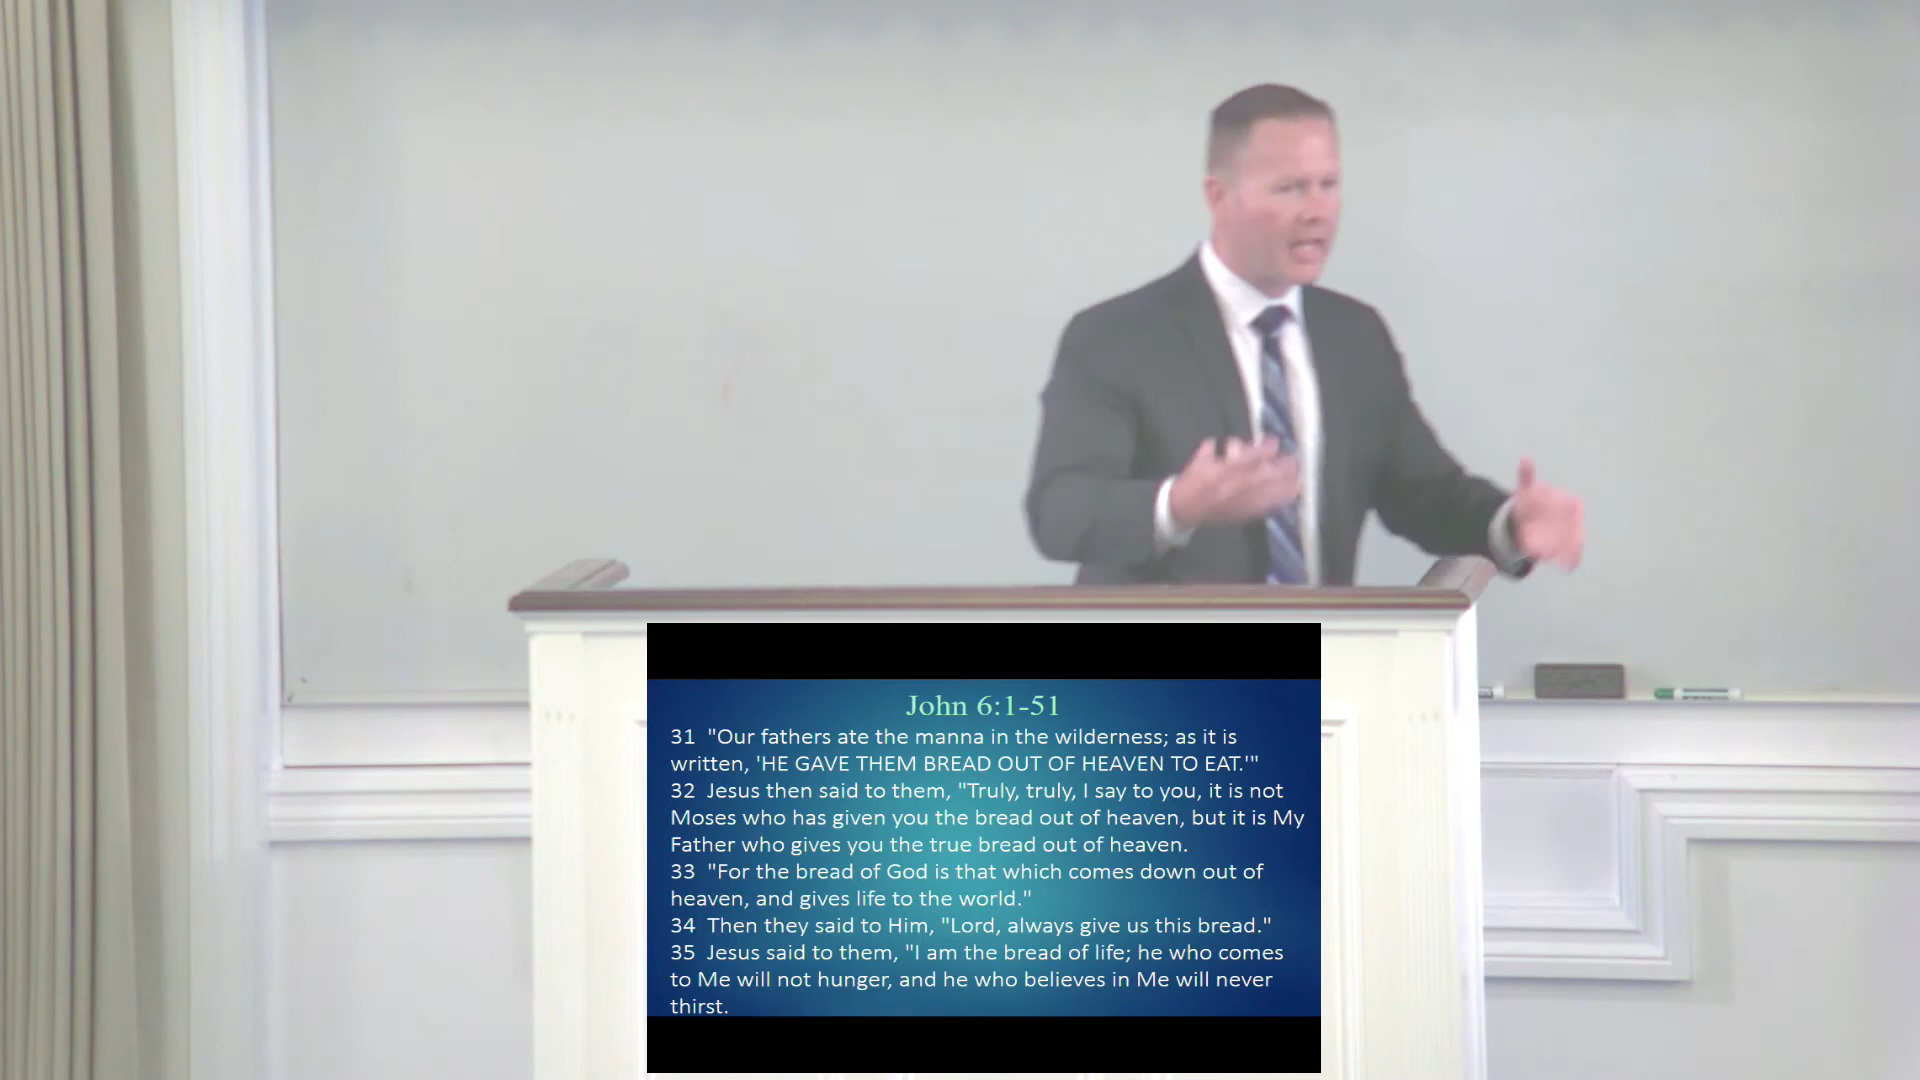 John 6:1-51
31 "Our fathers ate the manna in the wilderness; as it is
written, 'HE GAVE THEM BREAD OUT OF HEAVEN TO EAT.'"
32 Jesus then said to them, "Truly, truly, I say to you, it is not
Moses who has given you the bread out of heaven, but it is My
Father who gives you the true bread out of heaven.
33 "For the bread of God is that which comes down out of
heaven, and gives life to the world."
34 Then they said to Him, "Lord, always give us this bread."
35 Jesus said to them, "I am the bread of life; he who comes
to Me will not hunger, and he who believes in Me will never
thirst.